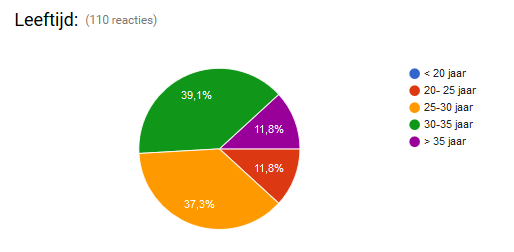 Leeftijd: (110 reacties)
< 20 jaar
20- 25 jaar
25-30 jaar
30-35 jaar
> 35 jaar
39,1%
11,8%
11,8%
37,3%